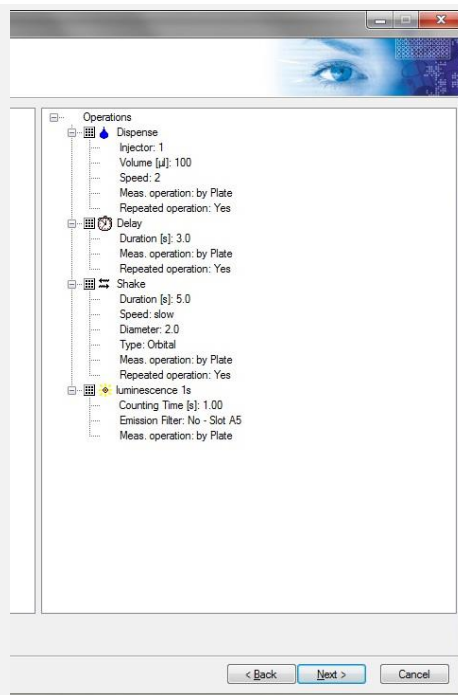 Operations
Dispense
Injector: 1
Volume [µl]: 100
Speed: 2
Meas. operation: by Plate
Repeated operation: Yes
Delay
Duration [s]: 3.0
Meas. operation: by Plate
Repeated operation: Yes
Shake
Duration [s]: 5.0
Speed: slow
Diameter: 2.0
Type: Orbital
Meas. operation: by Plate
Repeated operation: Yes
luminescence 1s
Counting Time [s]: 1.00
Emission Filter: No - Slot A5
Meas. operation: by Plate
< Back
Next >
Cancel